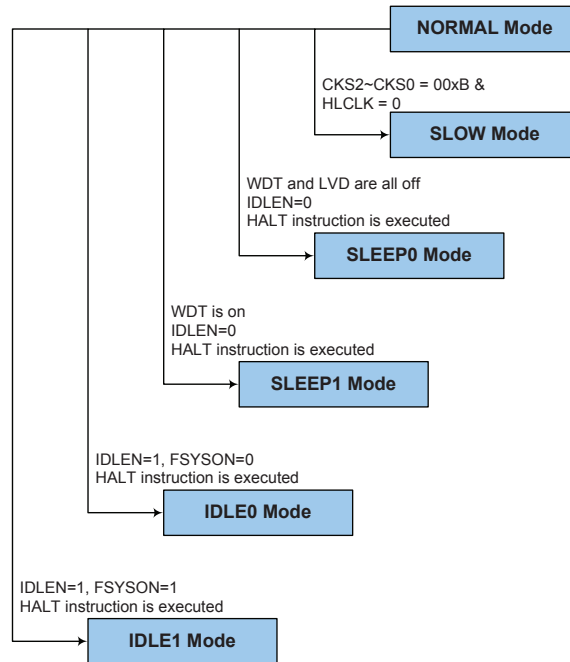 NORMAL Mode
CKS2~CKS0 = 00xB &
HLCLK = 0
SLOW Mode
WDT and LVD are all off
IDLEN=0
HALT instruction is executed
SLEEP0 Mode
WDT is on
IDLEN=0
HALT instruction is executed
SLEEP1 Mode
IDLEN=1, FSYSON=0
HALT instruction is executed
IDLE0 Mode
IDLEN=1, FSYSON=1
HALT instruction is executed
IDLE1 Mode